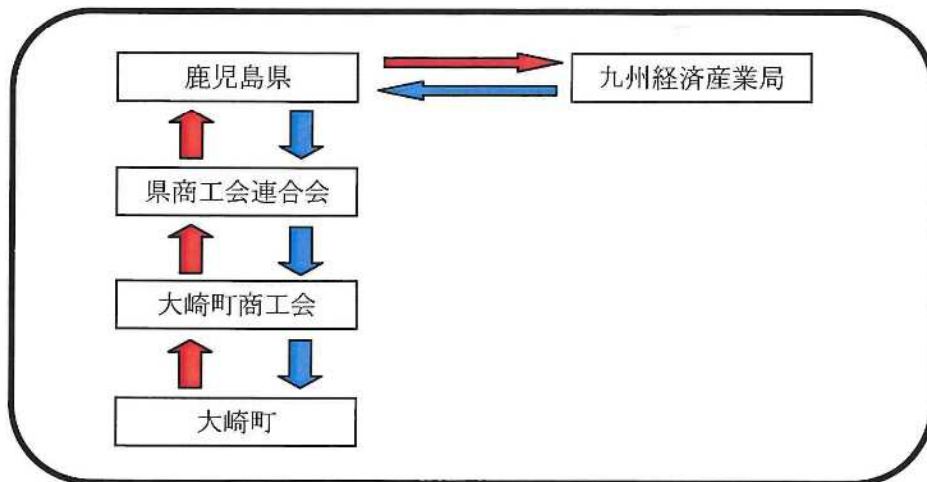 鹿児島県
九州経済産業局
県商工会連合会
大崎町商工会
大崎町